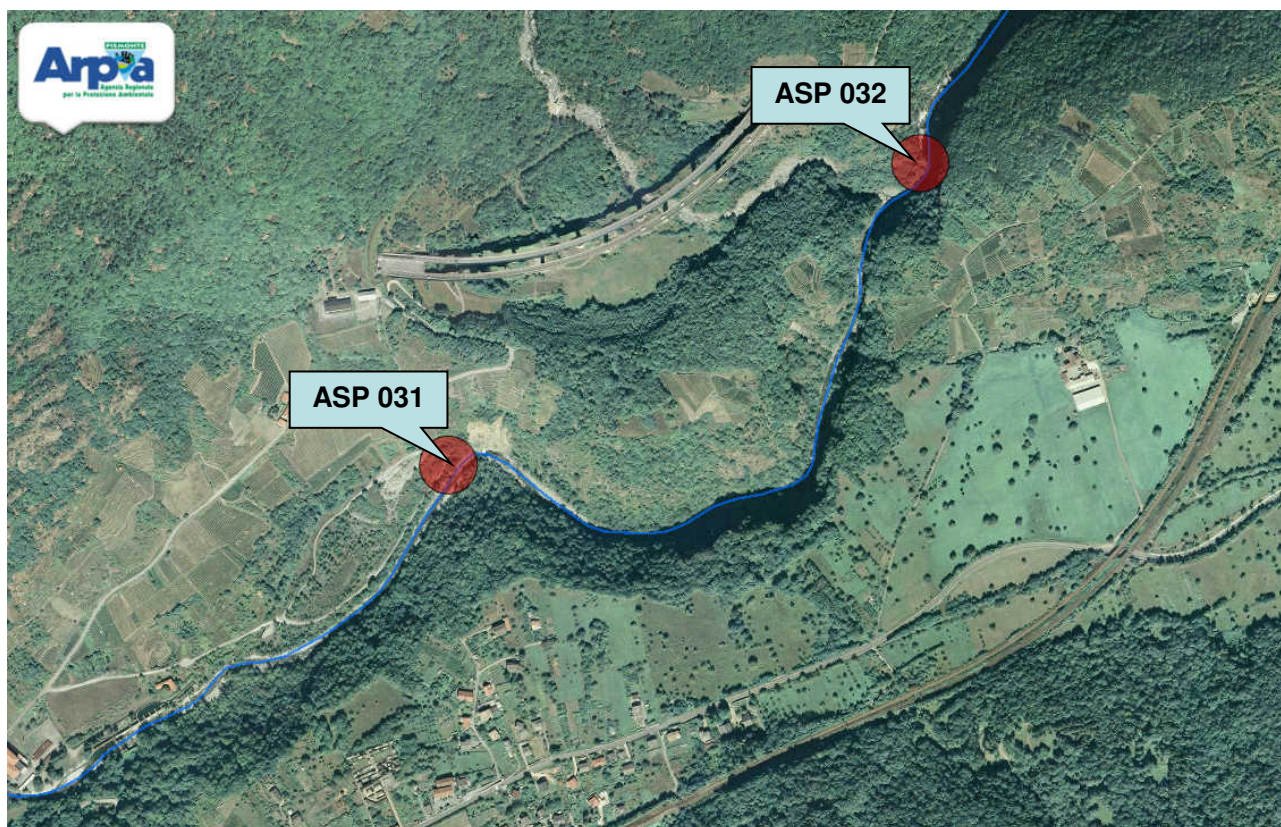 PIEMONTE
Arpa
Agenzia Regionale
per la Protezione Ambientale
ASP 032
ASP 031